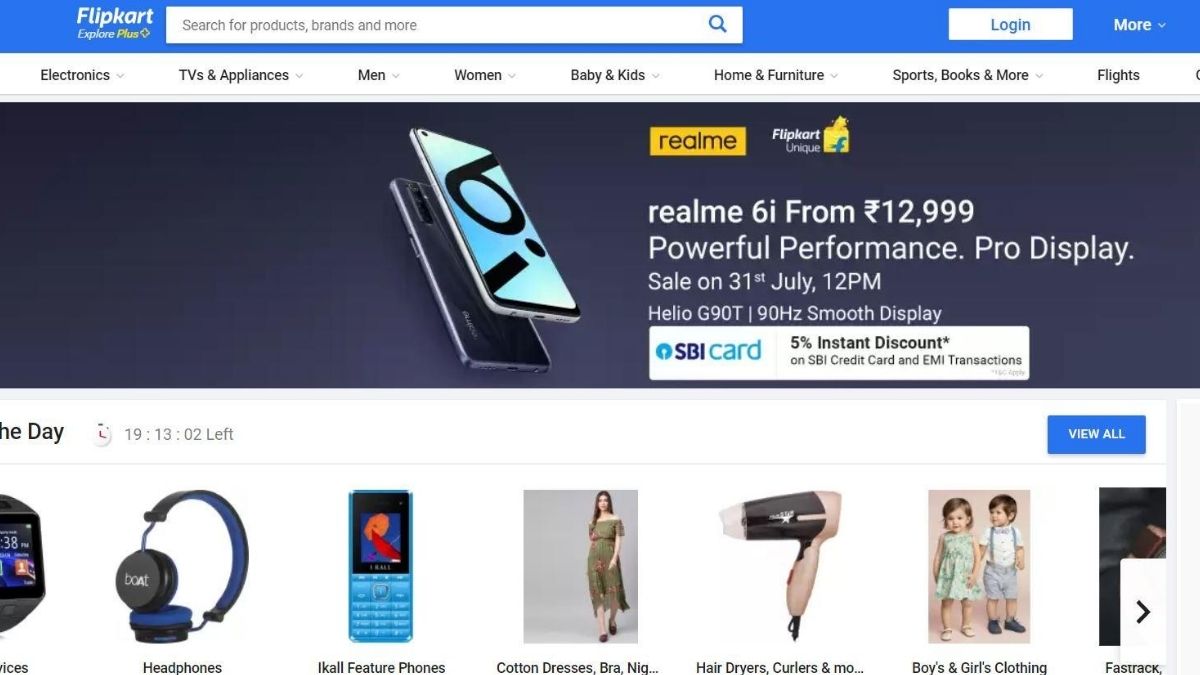 Flipkart
Explore Plus
Search for products, brands and more
Login
More
Electronics
TVs & Appliances
Men
Women
Baby & Kids
Home & Furniture
Sports, Books & More
Flights
realme
Flipkart
Unique
realme 6i From ₹12,999
Powerful Performance. Pro Display.
Sale on 31st July, 12PM
Helio G90T | 90Hz Smooth Display
SBI card
5% Instant Discount*
on SBI Credit Card and EMI Transactions
*T&C Apply
6i
realme
he Day
19 : 13 : 02 Left
VIEW ALL
:38 PM
boAt
I KALL
STAR
vices
Headphones
Ikall Feature Phones
Cotton Dresses, Bra, Nig...
Hair Dryers, Curlers & mo...
Boy's & Girl's Clothing
Fastrack,